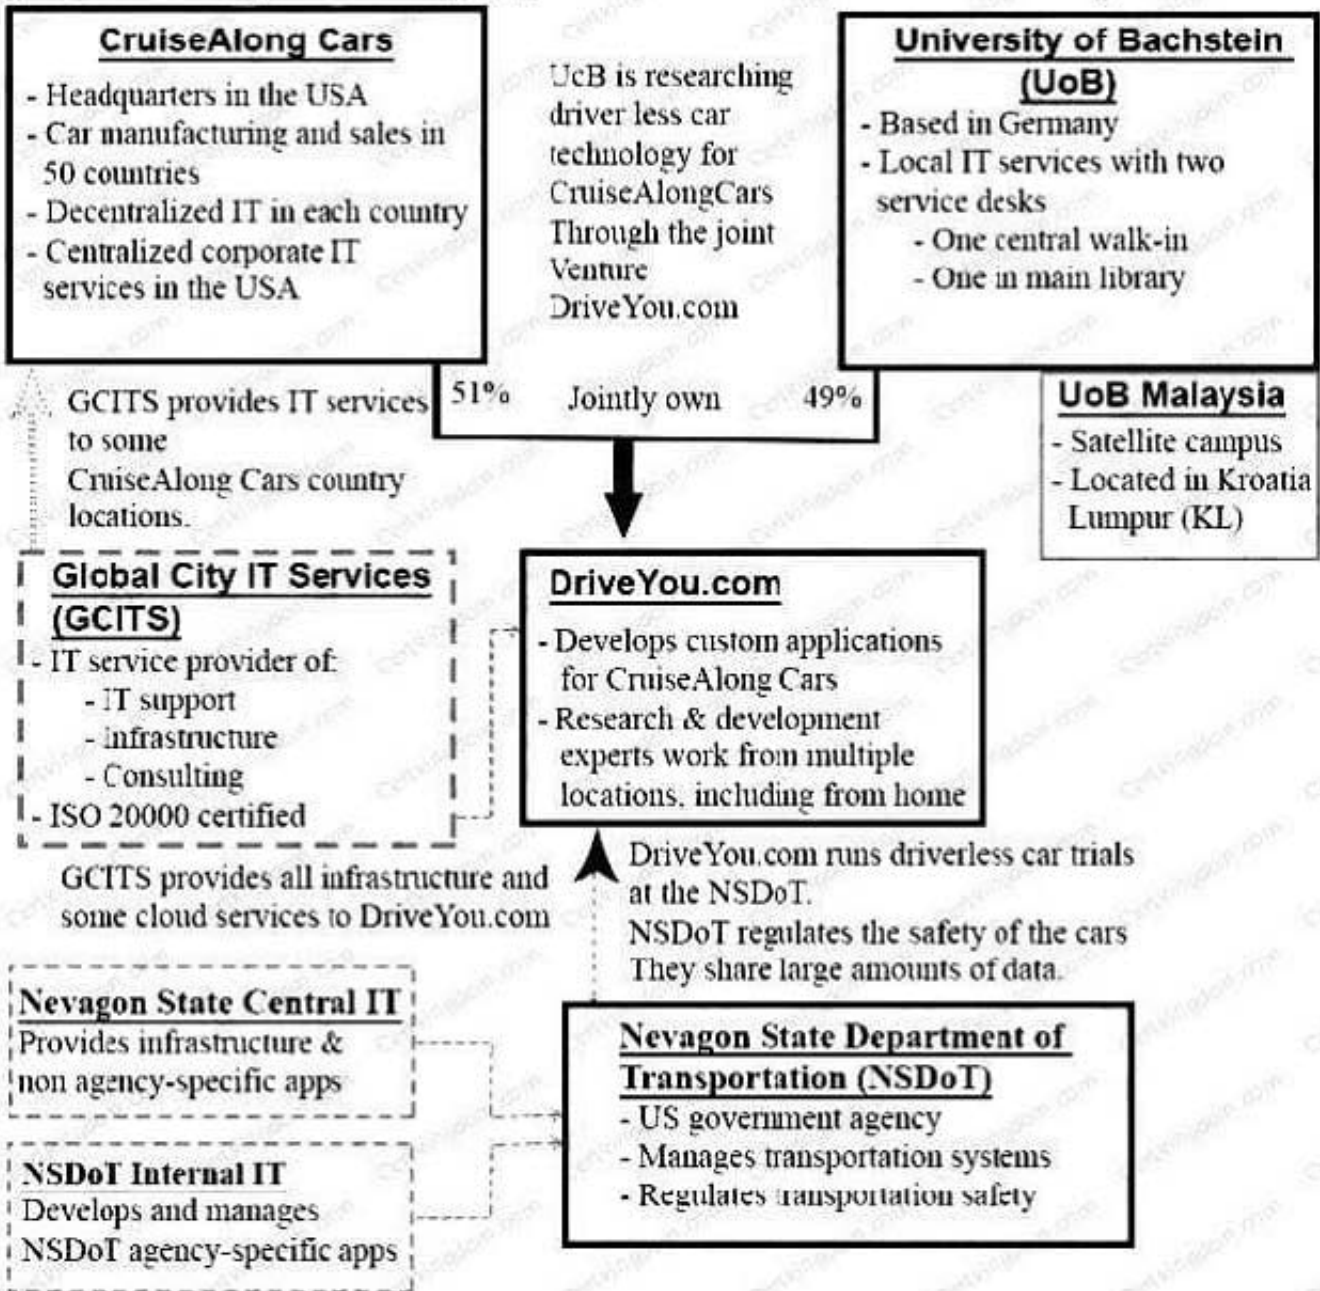 CruiseAlong Cars
- Headquarters in the USA
- Car manufacturing and sales in
50 countries
- Decentralized IT in each country
- Centralized corporate IT
services in the USA
UcB is researching
driver less car
technology for
CruiseAlongCars
Through the joint
Venture
DriveYou.com
University of Bachstein
(UoB)
- Based in Germany
- Local IT services with two
service desks
- One central walk-in
- One in main library
51% Jointly own 49%
UoB Malaysia
- Satellite campus
- Located in Kroatia
Lumpur (KL)
GCITS provides IT services
to some
CruiseAlong Cars country
locations.
Global City IT Services
(GCITS)
- IT service provider of:
- IT support
- Infrastructure
- Consulting
- ISO 20000 certified
DriveYou.com
- Develops custom applications
for CruiseAlong Cars
- Research & development
experts work from multiple
locations, including from home
GCITS provides all infrastructure and
some cloud services to DriveYou.com
DriveYou.com runs driverless car trials
at the NSDoT.
NSDoT regulates the safety of the cars
They share large amounts of data.
Nevagon State Central IT
Provides infrastructure &
non agency-specific apps
NSDoT Internal IT
Develops and manages
NSDoT agency-specific apps
Nevagon State Department of
Transportation (NSDoT)
- US government agency
- Manages transportation systems
- Regulates transportation safety